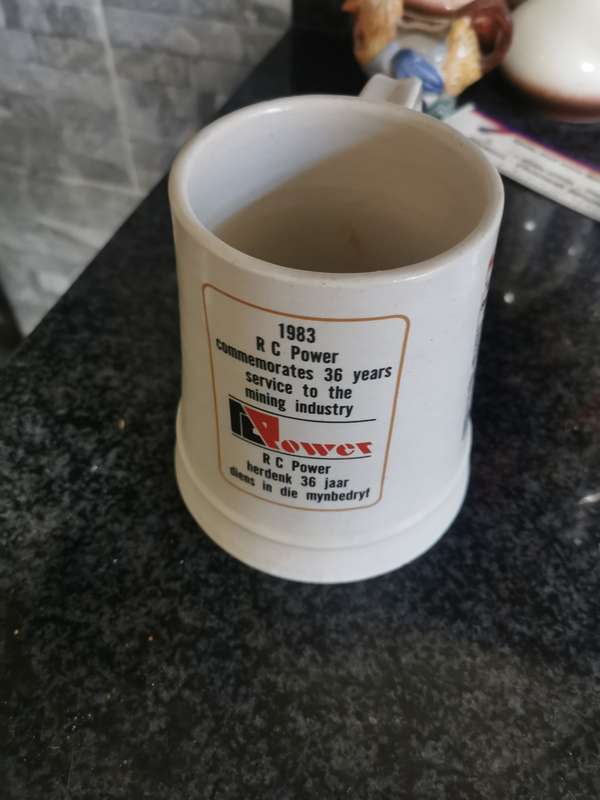 1983
R C Power
commemorates 36 years
service to the
mining industry
Power
R C Power
herdenk 36 jaar
diens in die mynbedryf